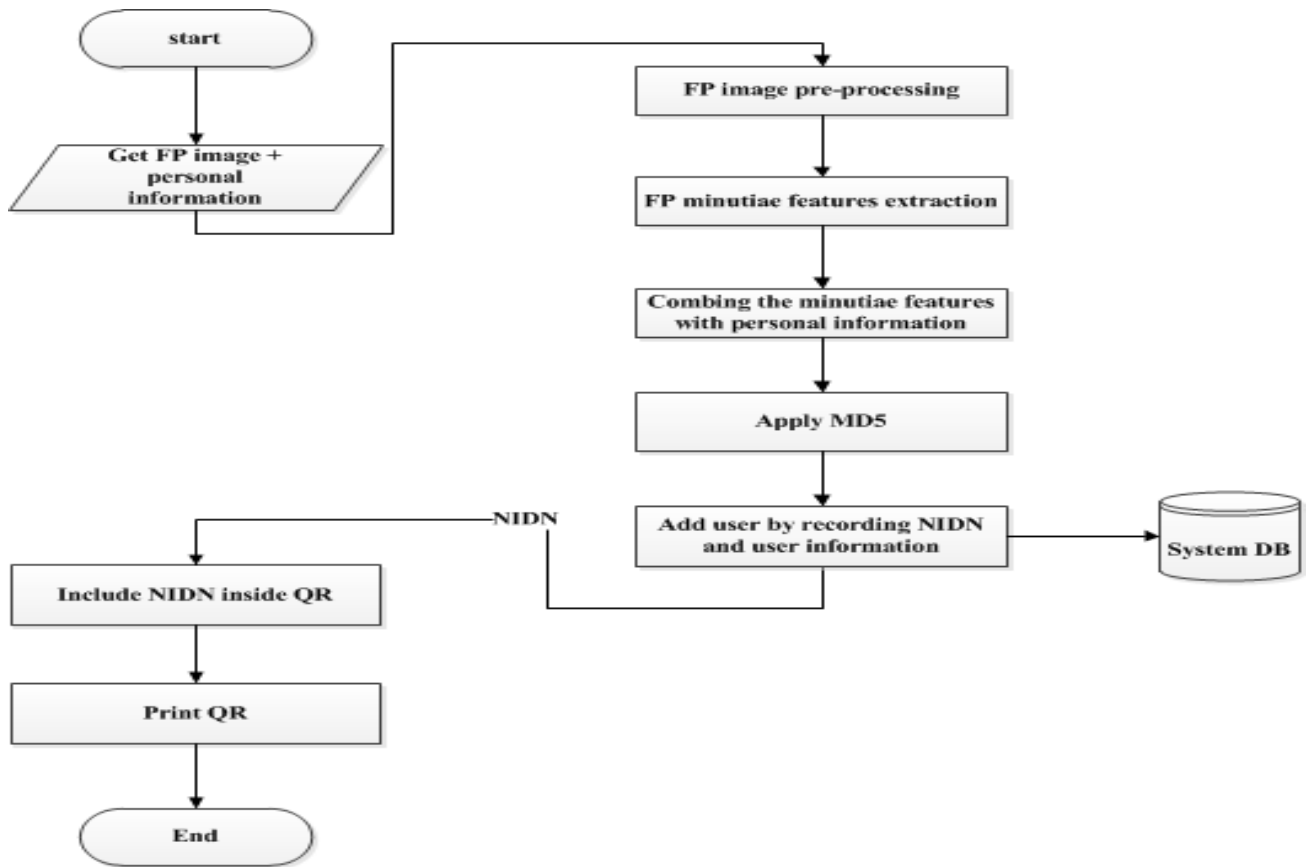 start
Get FP image +
personal
information
FP image pre-processing
FP minutiae features extraction
Combing the minutiae features
with personal information
Apply MD5
Add user by recording NIDN
and user information
System DB
NIDN
Include NIDN inside QR
Print QR
End